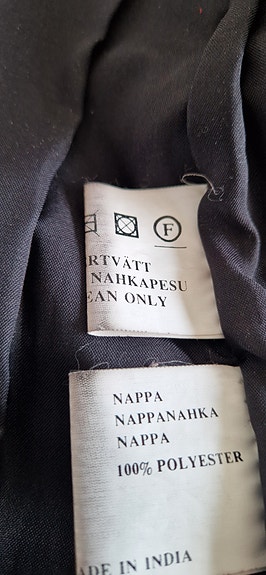 F
RTVÄTT
NAHKAPESU
EAN ONLY
NAPPA
NAPPANAHKA
NAPPA
100% POLYESTER
ADE IN INDIA